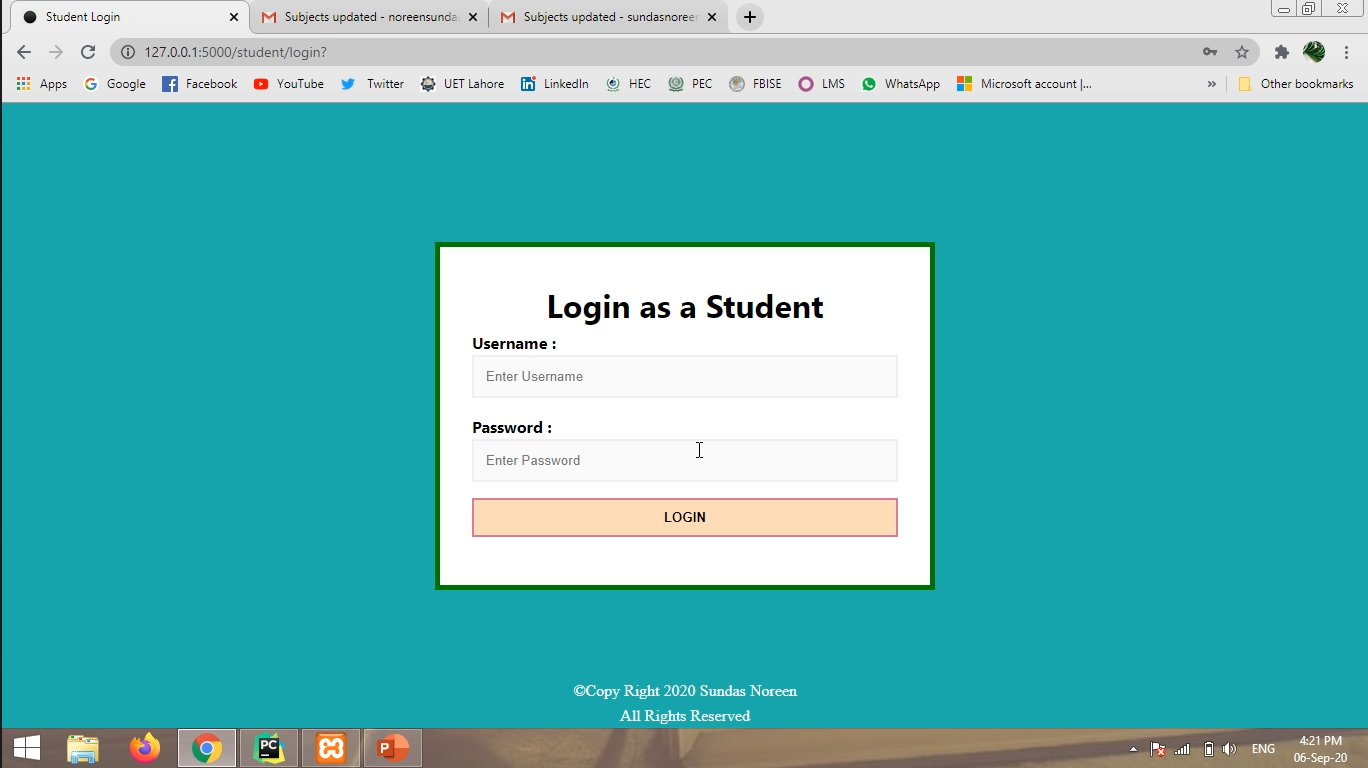 Student Login
Subjects updated - noreensunda
Subjects updated - sundasnoreen
127.0.0.1:5000/student/login?
Apps Google Facebook YouTube Twitter UET Lahore LinkedIn HEC PEC FBISE LMS WhatsApp Microsoft account |... » Other bookmarks
Login as a Student
Username :
Enter Username
Password :
Enter Password
LOGIN
©Copy Right 2020 Sundas Noreen
All Rights Reserved
PC
P
ENG
4:21 PM
06-Sep-20